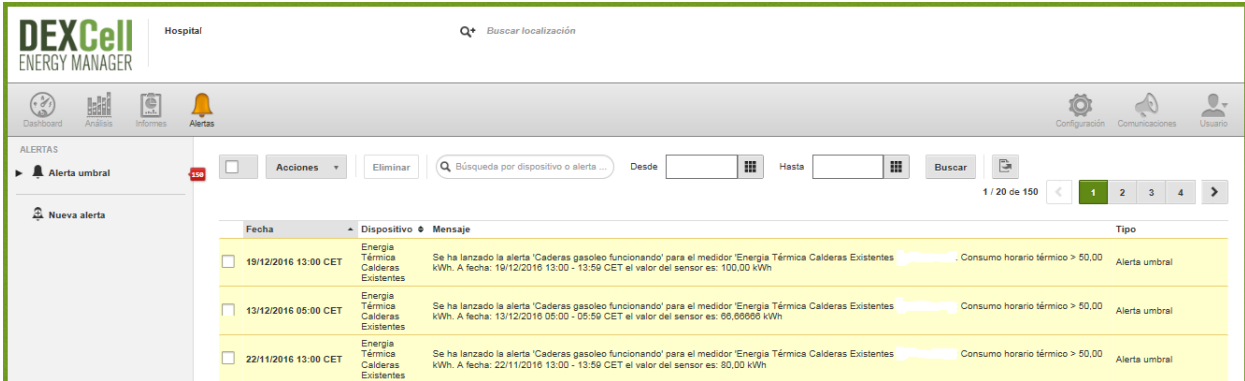 DEXCell
ENERGY MANAGER
Hospital
Buscar localización
Dashboard Análisis Informes Alertas
Configuración Comunicaciones Usuario
ALERTAS
Alerta umbral 150
Nueva alerta
Acciones Eliminar Búsqueda por dispositivo o alerta ... Desde Hasta Buscar
1 / 20 de 150 < 1 2 3 4 >
Fecha Dispositivo Mensaje Tipo
19/12/2016 13:00 CET
Energia
Térmica
Calderas
Existentes
Se ha lanzado la alerta 'Caderas gasoleo funcionando' para el medidor 'Energia Térmica Calderas Existentes . Consumo horario térmico > 50,00
kWh. A fecha: 19/12/2016 13:00 - 13:59 CET el valor del sensor es: 100,00 kWh
Alerta umbral
13/12/2016 05:00 CET
Energia
Térmica
Calderas
Existentes
Se ha lanzado la alerta 'Caderas gasoleo funcionando' para el medidor 'Energia Térmica Calderas Existentes Consumo horario térmico > 50,00
kWh. A fecha: 13/12/2016 05:00 - 05:59 CET el valor del sensor es: 66,66666 kWh
Alerta umbral
22/11/2016 13:00 CET
Energia
Térmica
Calderas
Existentes
Se ha lanzado la alerta 'Caderas gasoleo funcionando' para el medidor 'Energia Térmica Calderas Existentes Consumo horario térmico > 50,00
kWh. A fecha: 22/11/2016 13:00 - 13:59 CET el valor del sensor es: 80,00 kWh
Alerta umbral